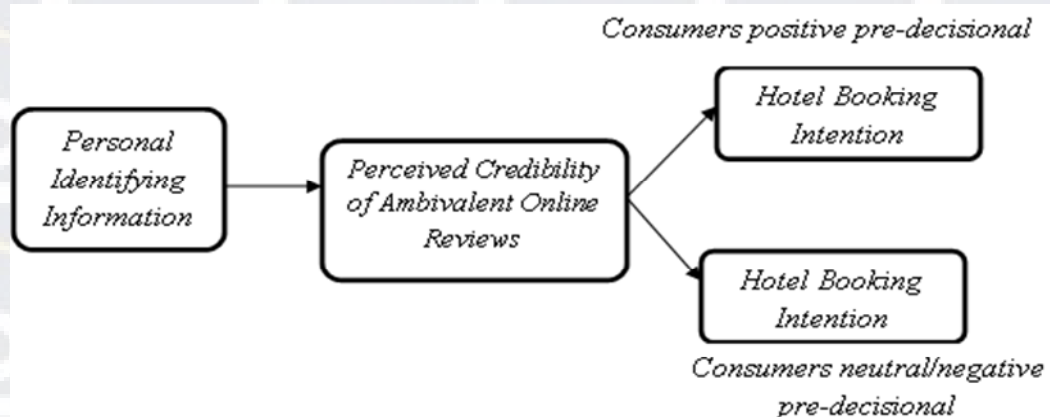 Consumers positive pre-decisional
Hotel Booking
Intention
Personal
Identifying
Information
Perceived Credibility
of Ambivalent Online
Reviews
Hotel Booking
Intention
Consumers neutral/negative
pre-decisional